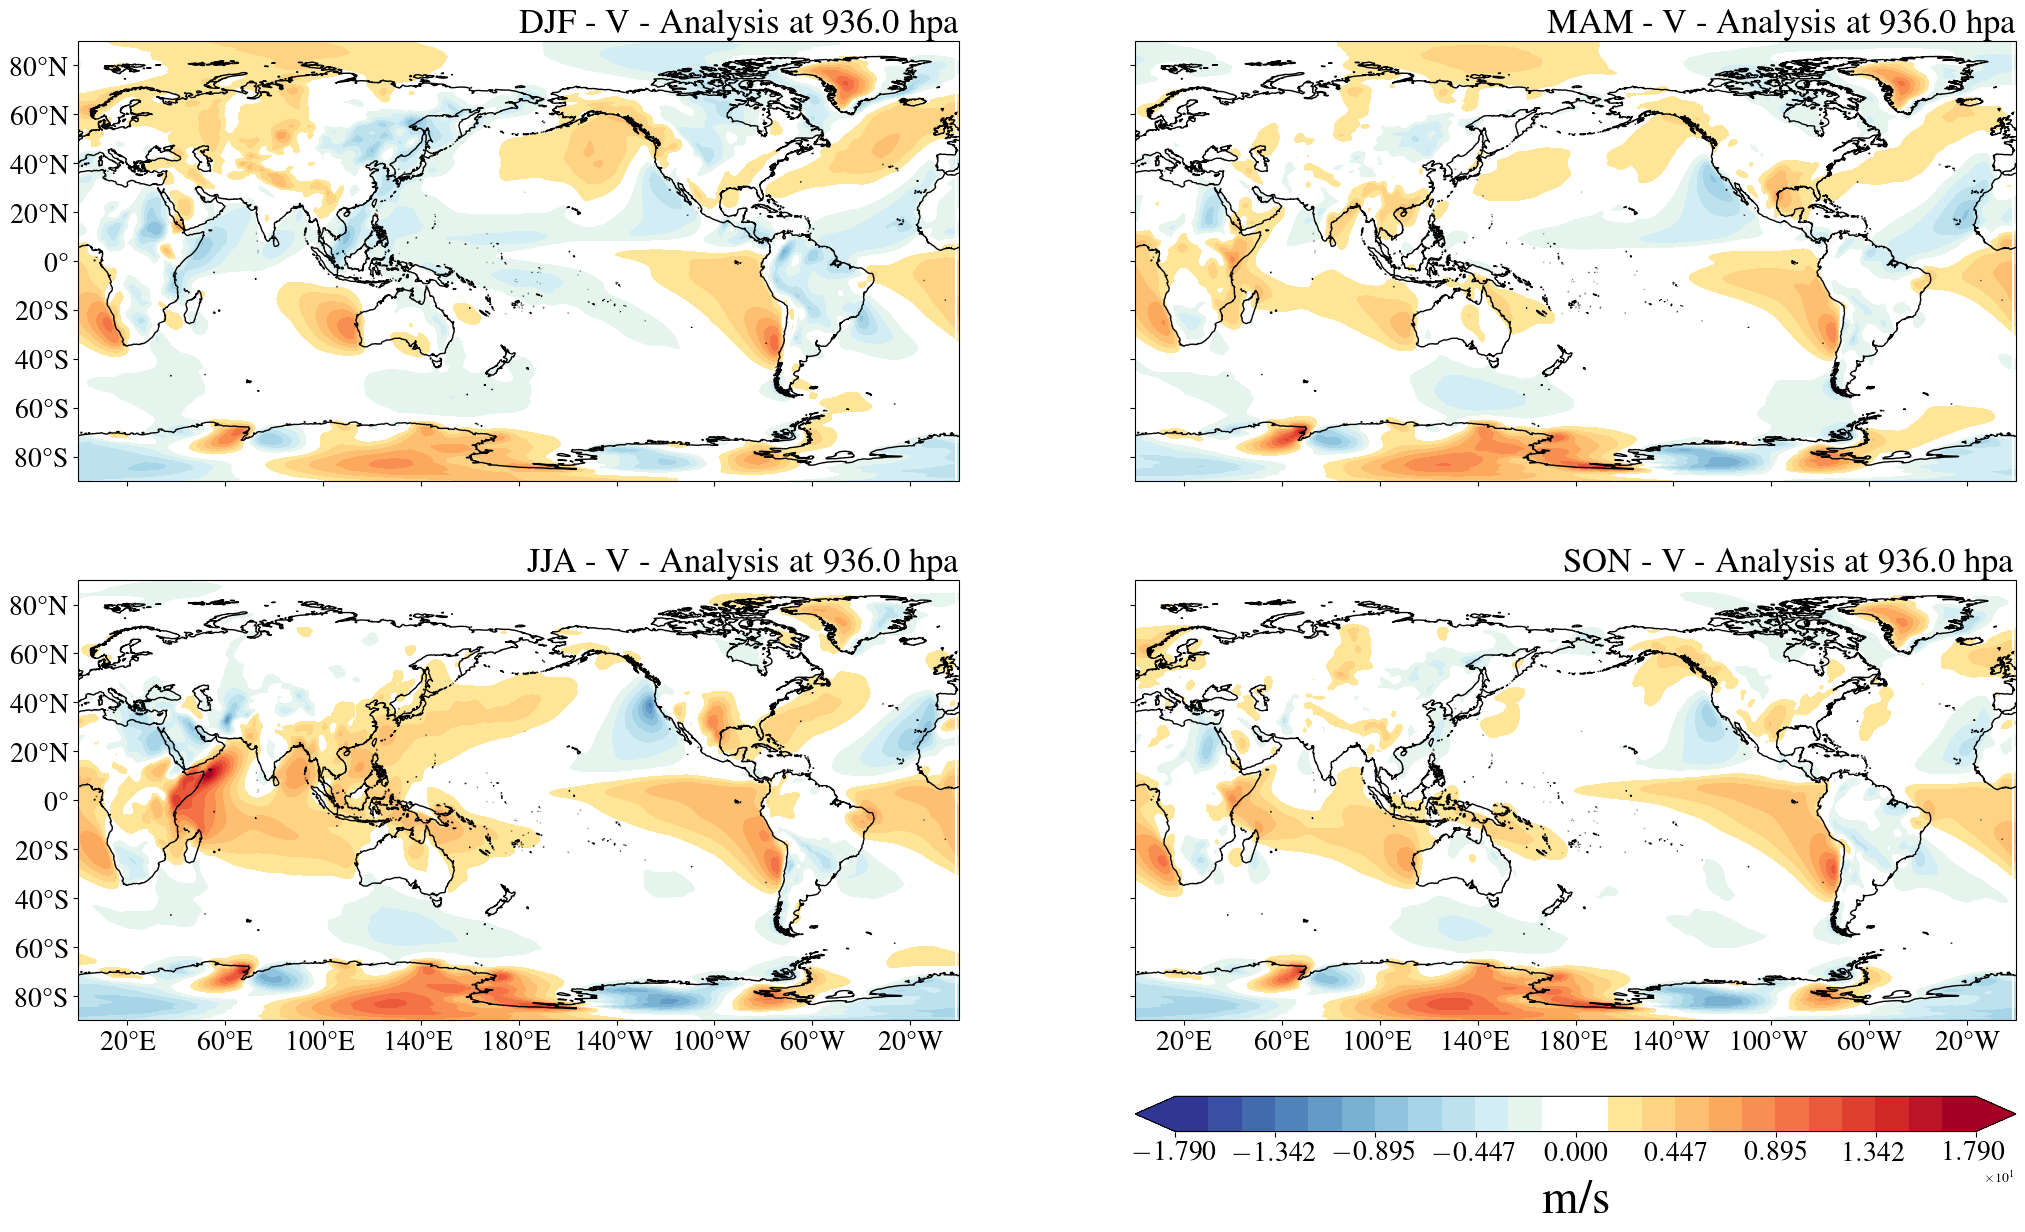 DJF - V - Analysis at 936.0 hpa
MAM - V - Analysis at 936.0 hpa
80°N
60°N
40°N
20°N
0°
20°S
40°S
60°S
80°S
JJA - V - Analysis at 936.0 hpa
SON - V - Analysis at 936.0 hpa
80°N
60°N
40°N
20°N
0°
20°S
40°S
60°S
80°S
20°E 60°E 100°E 140°E 180°E 140°W 100°W 60°W 20°W
20°E 60°E 100°E 140°E 180°E 140°W 100°W 60°W 20°W
−1.790 −1.342 −0.895 −0.447 0.000 0.447 0.895 1.342 1.790
×10¹
m/s